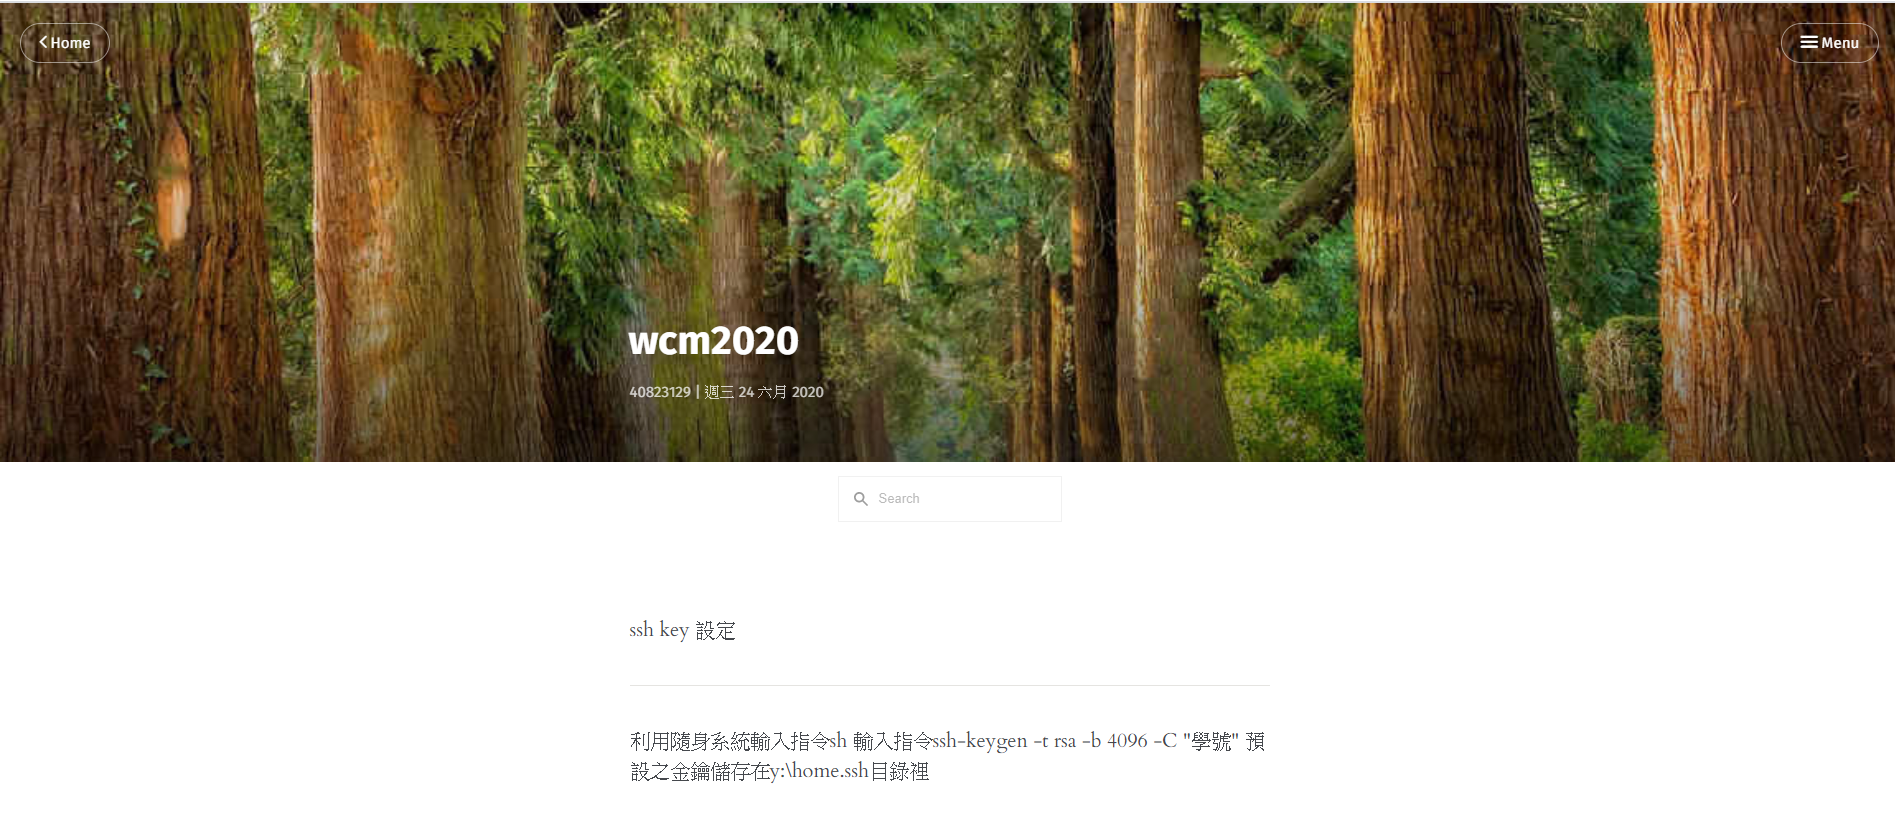 Home
Menu
wcm2020
40823129 | 週三 24 六月 2020
Search
ssh key 設定
利用隨身系統輸入指令sh 輸入指令ssh-keygen -t rsa -b 4096 -C "學號" 預
設之金鑰儲存在y:\home.ssh目錄裡